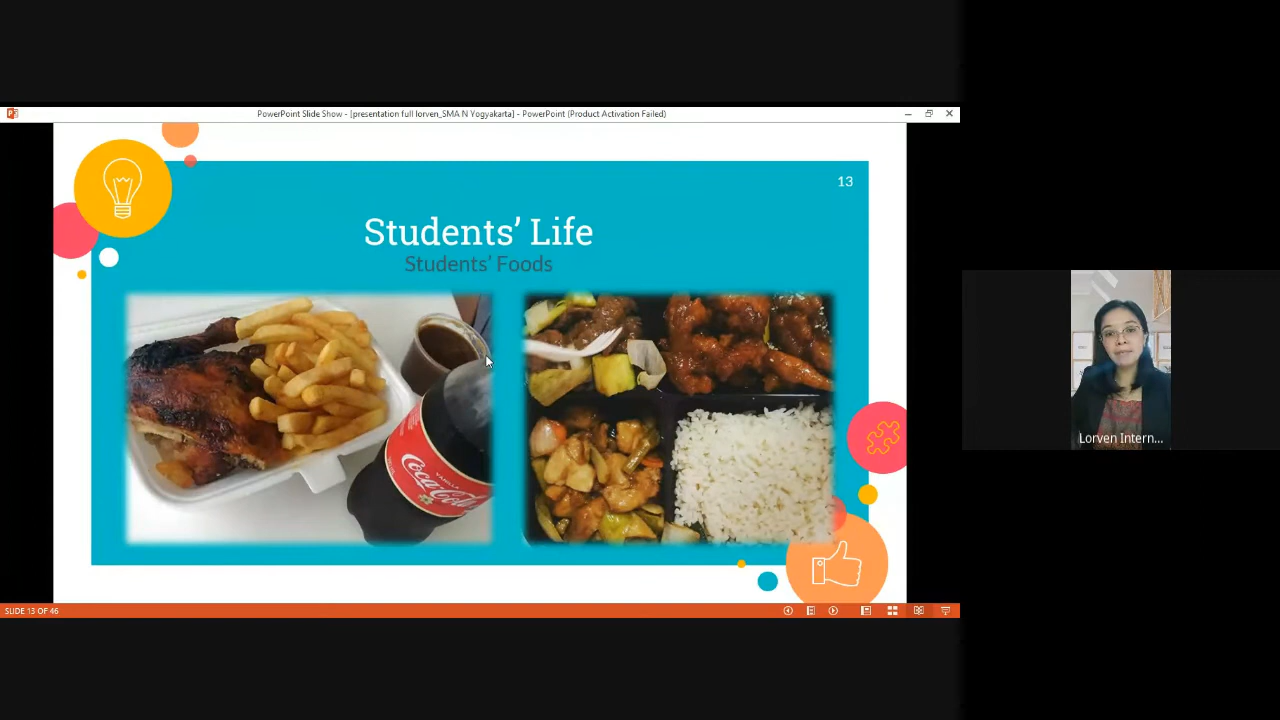 PowerPoint Slide Show - [presentation full lorven_SMA N Yogyakarta] - PowerPoint (Product Activation Failed)
13
Students’ Life
Students’ Foods
VANILLA
Coca-Cola
Lorven Intern...
SLIDE 13 OF 46